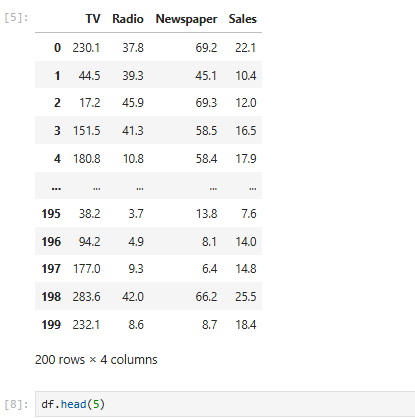 [5]:
TV Radio Newspaper Sales
0 230.1 37.8 69.2 22.1
1 44.5 39.3 45.1 10.4
2 17.2 45.9 69.3 12.0
3 151.5 41.3 58.5 16.5
4 180.8 10.8 58.4 17.9
... ... ... ... ...
195 38.2 3.7 13.8 7.6
196 94.2 4.9 8.1 14.0
197 177.0 9.3 6.4 14.8
198 283.6 42.0 66.2 25.5
199 232.1 8.6 8.7 18.4
200 rows × 4 columns
[8]: df.head(5)